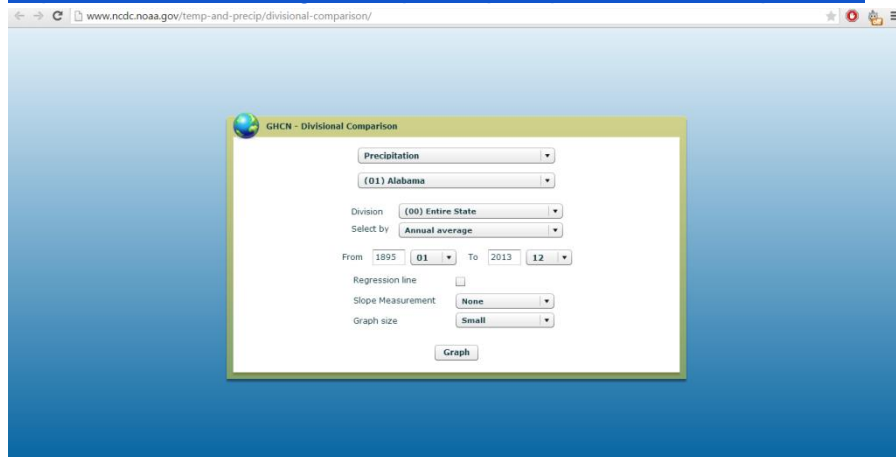 www.ncdc.noaa.gov/temp-and-precip/divisional-comparison/
GHCN - Divisional Comparison
Precipitation
(01) Alabama
Division (00) Entire State
Select by Annual average
From 1895 01 To 2013 12
Regression line
Slope Measurement None
Graph size Small
Graph